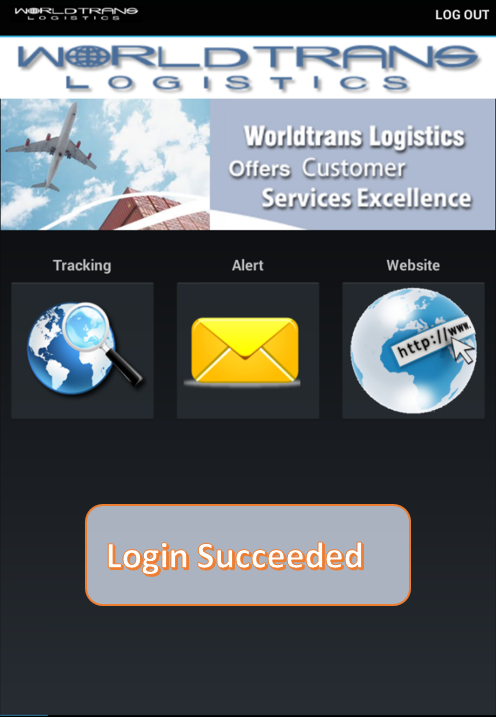 WORLDTRANS
LOGISTICS
LOG OUT
WORLDTRANS
LOGISTICS
Worldtrans Logistics
Offers Customer
Services Excellence
Tracking
Alert
Website
http://www.
Login Succeeded